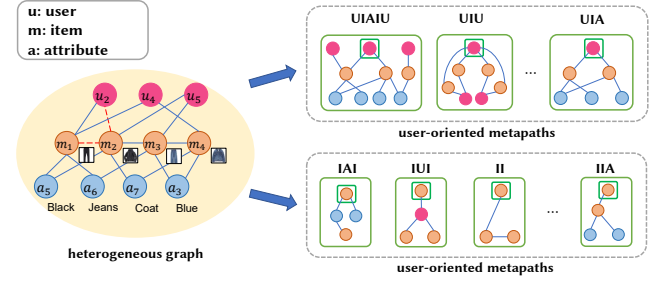 u: user
m: item
a: attribute
u2 u4 u5
m1 m2 m3 m4
a5 a6 a7 a3
Black Jeans Coat Blue
heterogeneous graph
UIAIU UIU UIA
...
user-oriented metapaths
IAI IUI II IIA
...
user-oriented metapaths